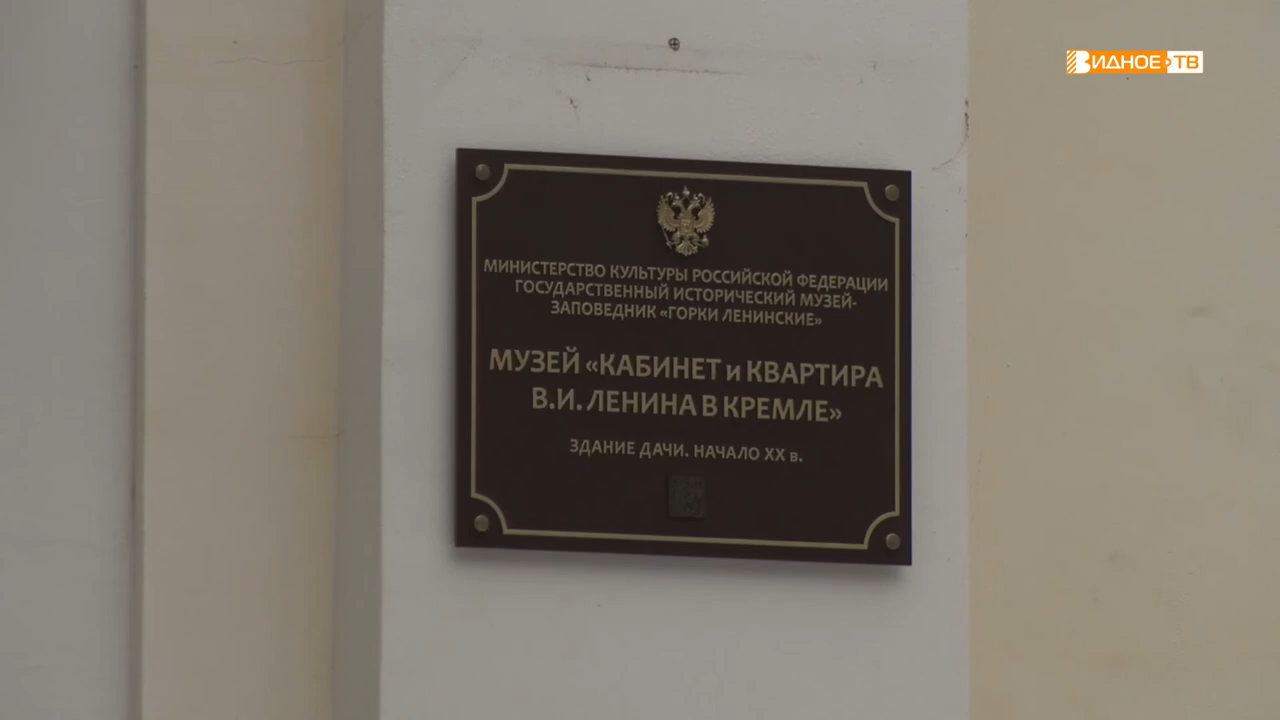 ВИДНОЕ ТВ
МИНИСТЕРСТВО КУЛЬТУРЫ РОССИЙСКОЙ ФЕДЕРАЦИИ
ГОСУДАРСТВЕННЫЙ ИСТОРИЧЕСКИЙ МУЗЕЙ-
ЗАПОВЕДНИК «ГОРКИ ЛЕНИНСКИЕ»
МУЗЕЙ «КАБИНЕТ и КВАРТИРА
В.И. ЛЕНИНА В КРЕМЛЕ»
ЗДАНИЕ ДАЧИ. НАЧАЛО XX в.